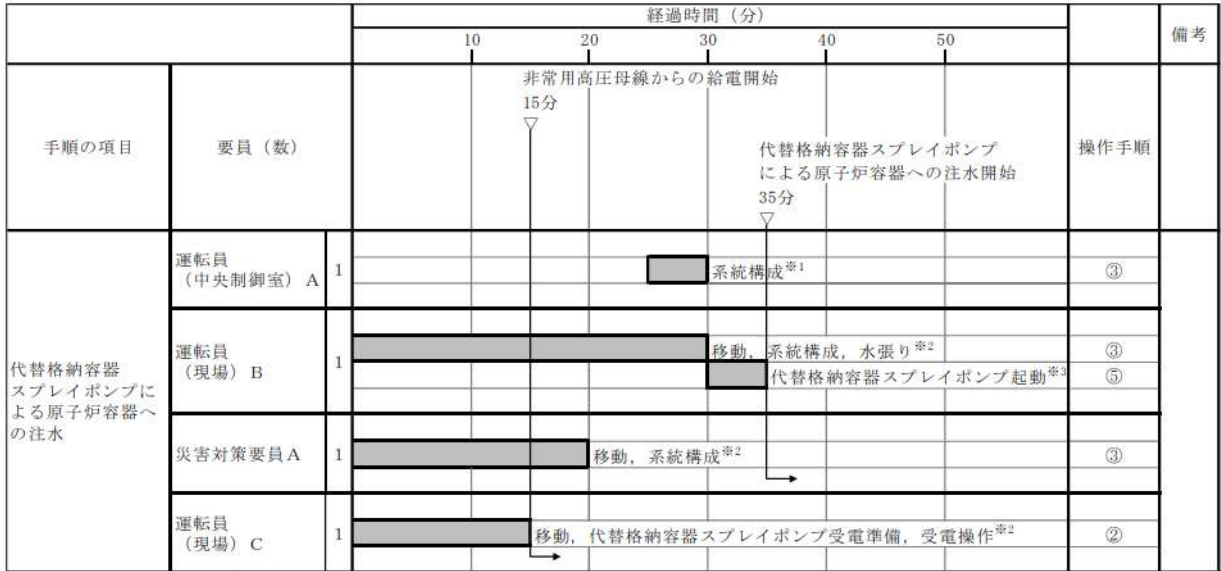 経過時間（分）
備考
10 20 30 40 50
手順の項目
要員（数）
操作手順
非常用高圧母線からの給電開始
15分
代替格納容器スプレイポンプ
による原子炉容器への注水開始
35分
代替格納容器
スプレイポンプに
よる原子炉容器へ
の注水
運転員
（中央制御室）A
1
系統構成※1
③
運転員
（現場）B
1
移動，系統構成，水張り※2
③
代替格納容器スプレイポンプ起動※3
⑤
災害対策要員A
1
移動，系統構成※2
③
運転員
（現場）C
1
移動，代替格納容器スプレイポンプ受電準備，受電操作※2
②